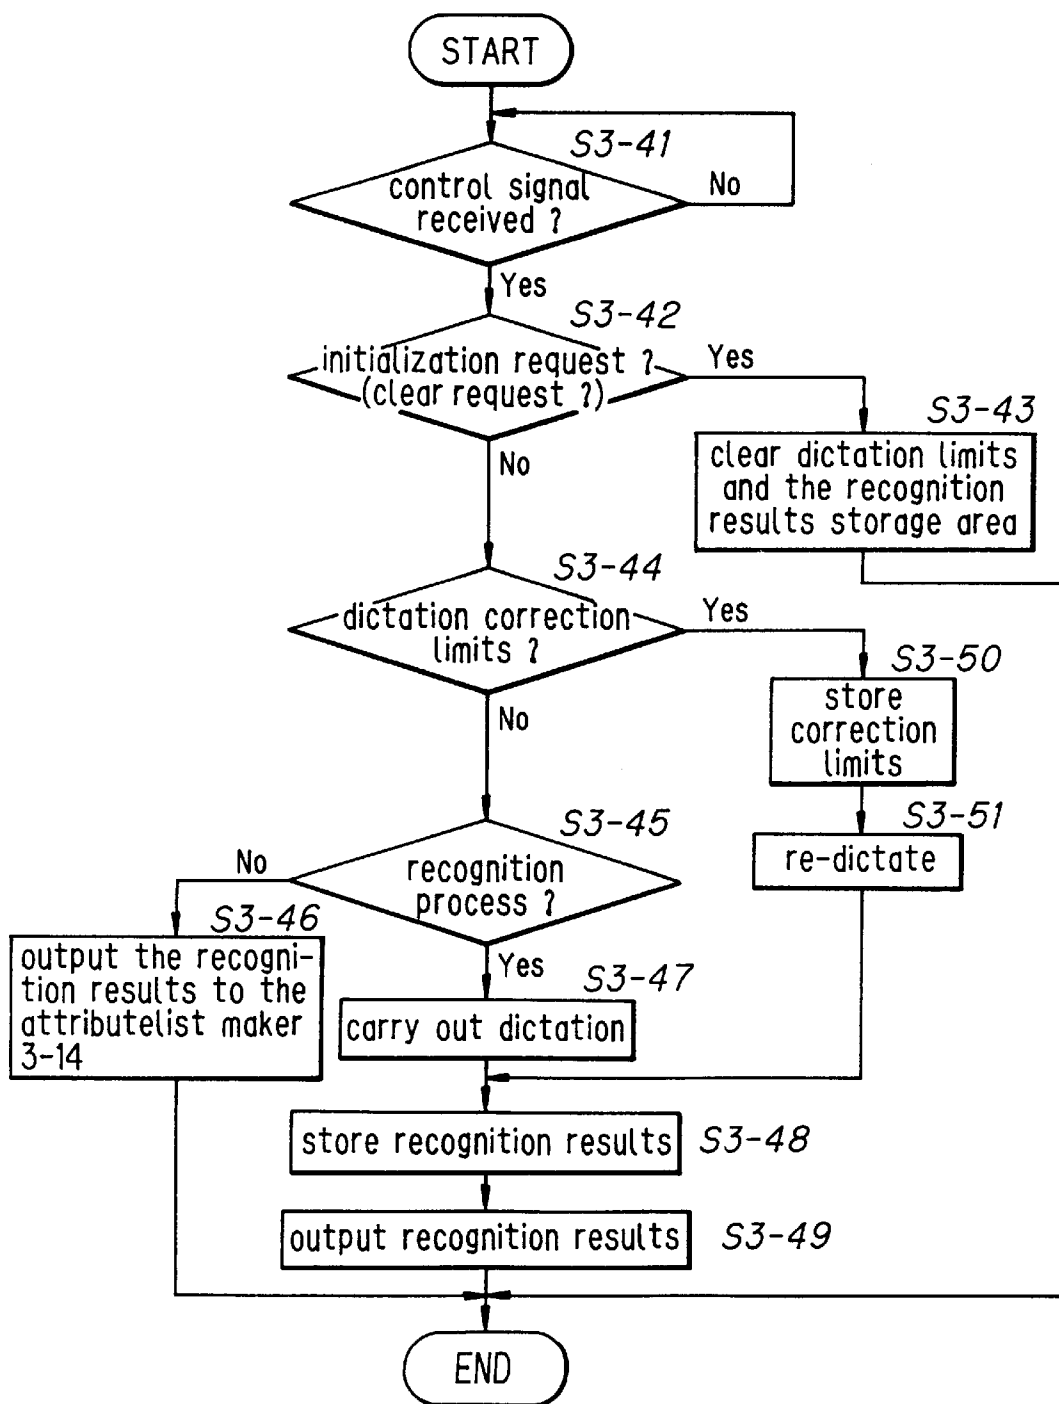 START
S3-41
control signal
received ?
No
Yes
S3-42
initialization request ?
(clear request ?)
Yes
No
S3-43
clear dictation limits
and the recognition
results storage area
S3-44
dictation correction
limits ?
Yes
No
S3-50
store
correction
limits
S3-51
re-dictate
S3-45
recognition
process ?
No
Yes
S3-46
output the recogni-
tion results to the
attributelist maker
3-14
S3-47
carry out dictation
store recognition results
S3-48
output recognition results
S3-49
END